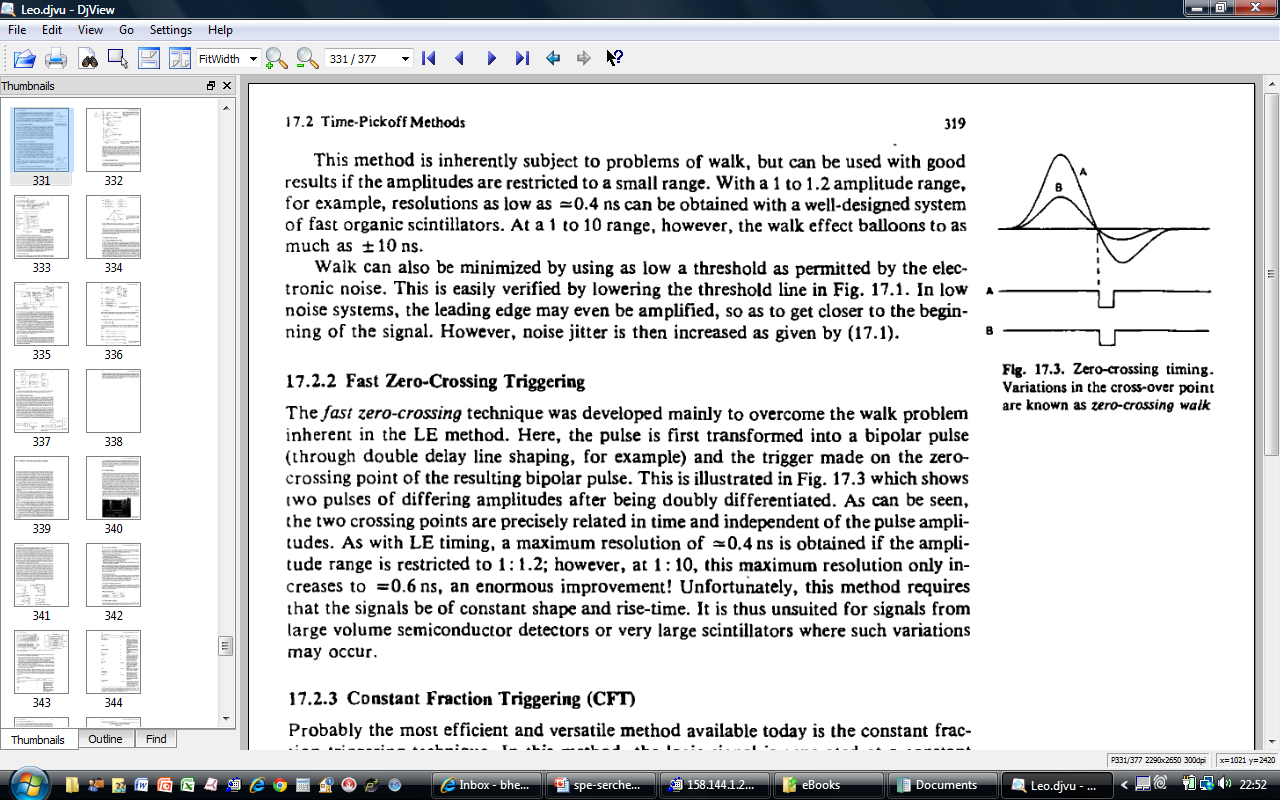 Leo.djvu - DjView
File Edit View Go Settings Help
FitWidth 331 / 377
Thumbnails
331 332
333 334
335 336
337 338
339 340
341 342
343 344
Thumbnails Outline Find
17.2 Time-Pickoff Methods 319
This method is inherently subject to problems of walk, but can be used with good
results if the amplitudes are restricted to a small range. With a 1 to 1.2 amplitude range,
for example, resolutions as low as ≃0.4 ns can be obtained with a well-designed system
of fast organic scintillators. At a 1 to 10 range, however, the walk effect balloons to as
much as ±10 ns.
Walk can also be minimized by using as low a threshold as permitted by the elec-
tronic noise. This is easily verified by lowering the threshold line in Fig. 17.1. In low
noise systems, the leading edge may even be amplified, so as to get closer to the begin-
ning of the signal. However, noise jitter is then increased as given by (17.1).
17.2.2 Fast Zero-Crossing Triggering
The fast zero-crossing technique was developed mainly to overcome the walk problem
inherent in the LE method. Here, the pulse is first transformed into a bipolar pulse
(through double delay line shaping, for example) and the trigger made on the zero-
crossing point of the resulting bipolar pulse. This is illustrated in Fig. 17.3 which shows
two pulses of differing amplitudes after being doubly differentiated. As can be seen,
the two crossing points are precisely related in time and independent of the pulse ampli-
tudes. As with LE timing, a maximum resolution of ≃0.4 ns is obtained if the ampli-
tude range is restricted to 1:1.2; however, at 1:10, this maximum resolution only in-
creases to ≃0.6 ns, an enormous improvement! Unfortunately, this method requires
that the signals be of constant shape and rise-time. It is thus unsuited for signals from
large volume semiconductor detectors or very large scintillators where such variations
may occur.
17.2.3 Constant Fraction Triggering (CFT)
Probably the most efficient and versatile method available today is the constant frac-
A
B
A
B
Fig. 17.3. Zero-crossing timing.
Variations in the cross-over point
are known as zero-crossing walk
P331/377 2290x2650 300dpi x=1021 y=2420
Inbox - bhe... spe-serche... 158.144.1.2... eBooks Documents Leo.djvu - ... 22:52